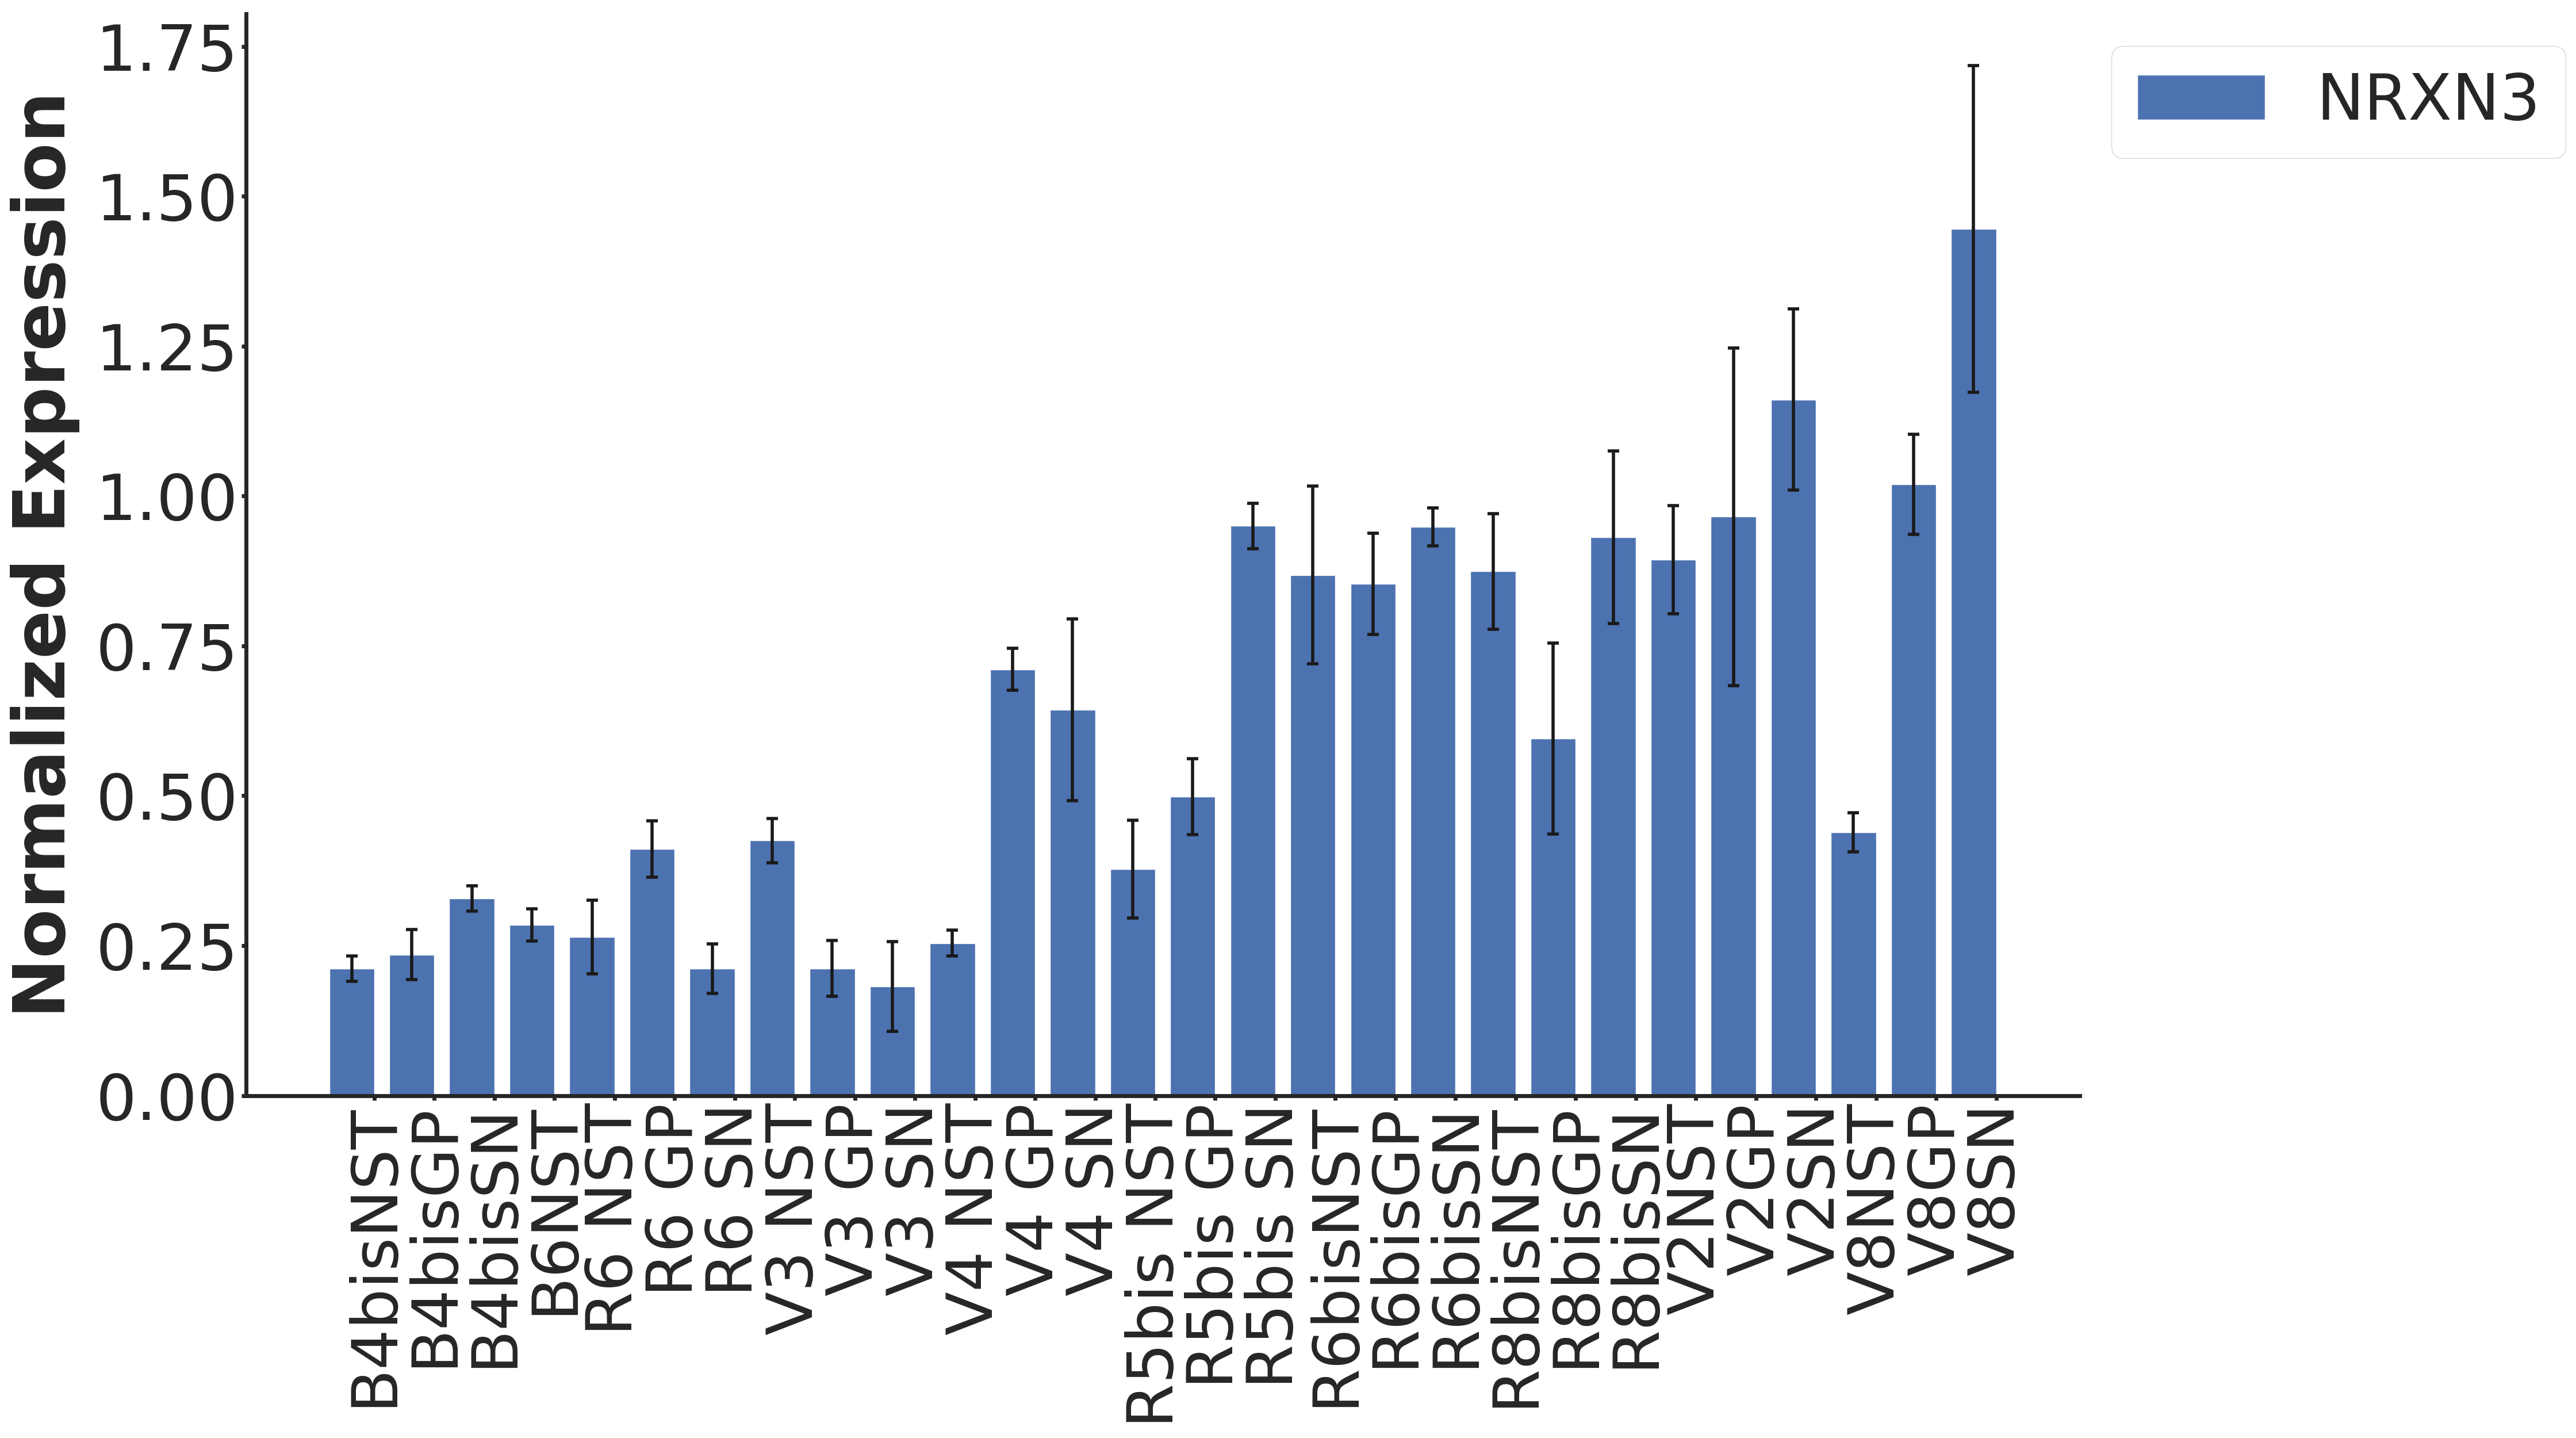 Normalized Expression
1.75
1.50
1.25
1.00
0.75
0.50
0.25
0.00
B4bisNST
B4bisGP
B4bisSN
B6NST
R6 NST
R6 GP
R6 SN
V3 NST
V3 GP
V3 SN
V4 NST
V4 GP
V4 SN
R5bis NST
R5bis GP
R5bis SN
R6bisNST
R6bisGP
R6bisSN
R8bisNST
R8bisGP
R8bisSN
V2NST
V2GP
V2SN
V8NST
V8GP
V8SN
NRXN3